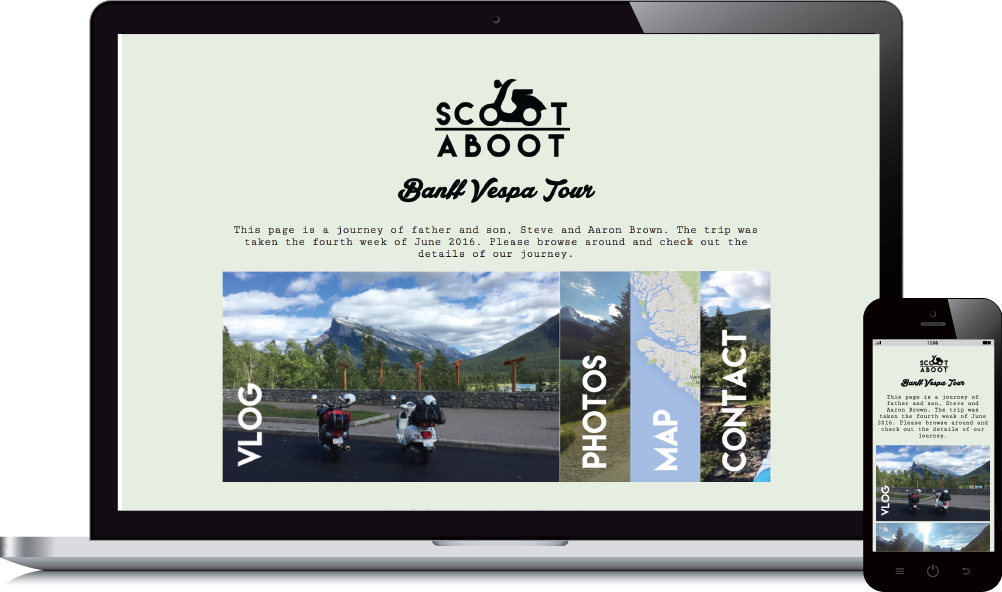 SCOOT
ABOOT
Banff Vespa Tour
This page is a journey of father and son, Steve and Aaron Brown. The trip was
taken the fourth week of June 2016. Please browse around and check out the
details of our journey.
VLOG
PHOTOS
MAP
CONTACT
SCOOT
ABOOT
Banff Vespa Tour
This page is a journey of
father and son, Steve and
Aaron Brown. The trip was
taken the fourth week of June
2016. Please browse around and
check out the details of our
journey.
VLOG